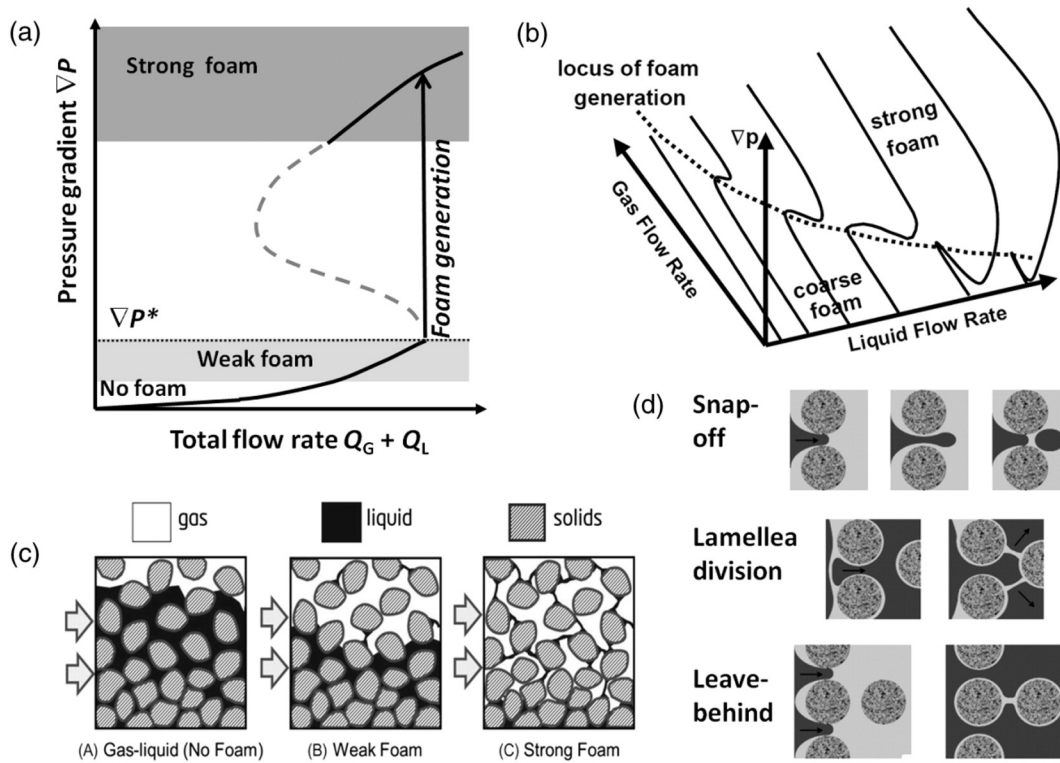 (a)
Strong foam
Pressure gradient ∇P
Foam generation
∇P*
Weak foam
No foam
Total flow rate Q_G + Q_L
(b)
locus of foam
generation
∇p
strong
foam
Gas Flow Rate
coarse
foam
Liquid Flow Rate
(c)
gas
liquid
solids
(A) Gas-liquid (No Foam)
(B) Weak Foam
(C) Strong Foam
(d)
Snap-
off
Lamellea
division
Leave-
behind